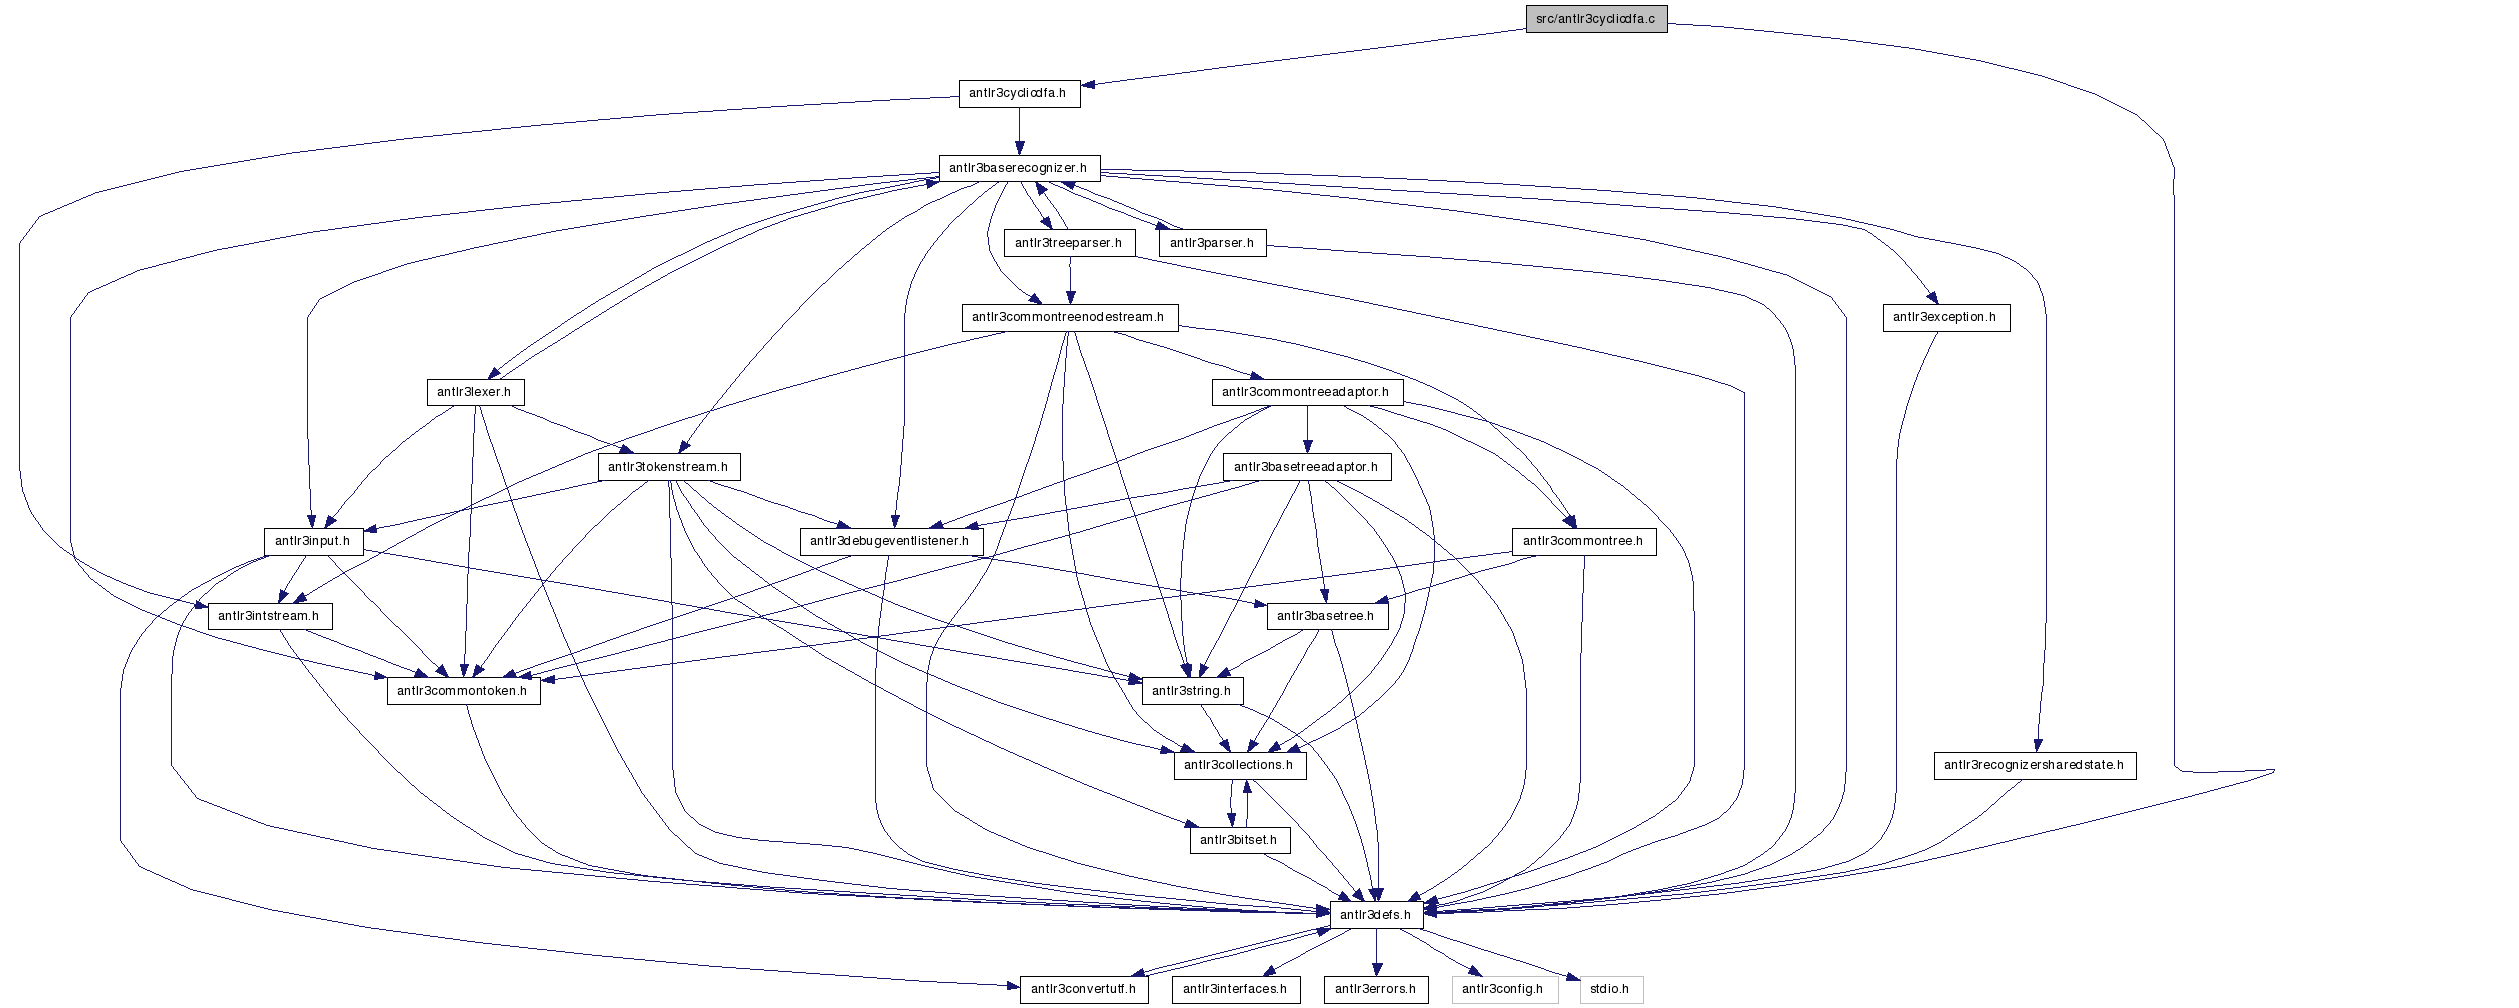 src/antlr3cyclicdfa.c
antlr3cyclicdfa.h
antlr3baserecognizer.h
antlr3treeparser.h
antlr3parser.h
antlr3commontreenodestream.h
antlr3exception.h
antlr3lexer.h
antlr3commontreeadaptor.h
antlr3tokenstream.h
antlr3basetreeadaptor.h
antlr3input.h
antlr3debugeventlistener.h
antlr3commontree.h
antlr3intstream.h
antlr3basetree.h
antlr3commontoken.h
antlr3string.h
antlr3collections.h
antlr3recognizersharedstate.h
antlr3bitset.h
antlr3defs.h
antlr3convertutf.h
antlr3interfaces.h
antlr3errors.h
antlr3config.h
stdio.h